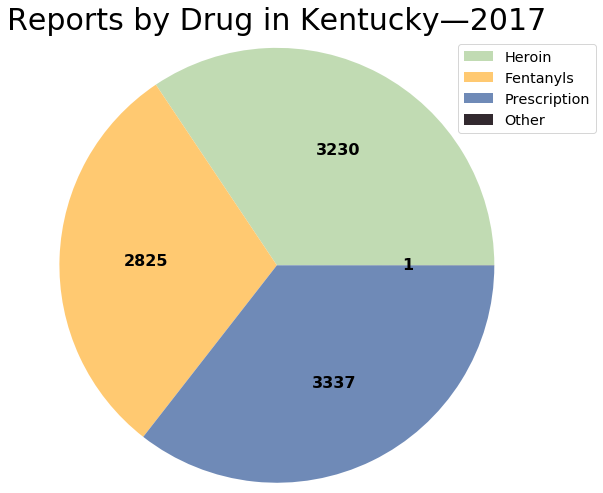 Reports by Drug in Kentucky—2017
Heroin
Fentanyls
Prescription
Other
3230
2825
1
3337